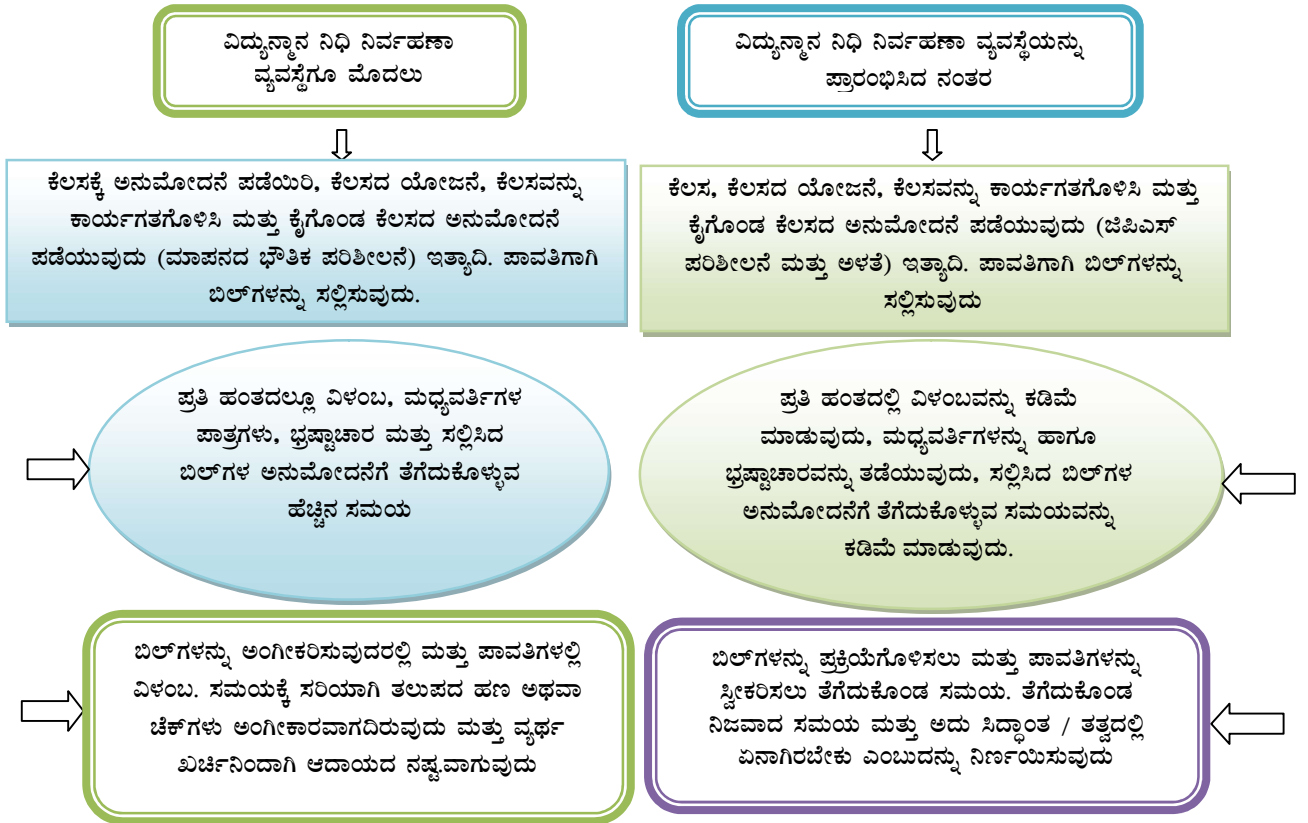 ವಿದ್ಯುನ್ಮಾನ ನಿಧಿ ನಿರ್ವಹಣಾ
ವ್ಯವಸ್ಥೆಗೂ ಮೊದಲು
ಕೆಲಸಕ್ಕೆ ಅನುಮೋದನೆ ಪಡೆಯಿರಿ, ಕೆಲಸದ ಯೋಜನೆ, ಕೆಲಸವನ್ನು
ಕಾರ್ಯಗತಗೊಳಿಸಿ ಮತ್ತು ಕೈಗೊಂಡ ಕೆಲಸದ ಅನುಮೋದನೆ
ಪಡೆಯುವುದು (ಮಾಪನದ ಭೌತಿಕ ಪರಿಶೀಲನೆ) ಇತ್ಯಾದಿ. ಪಾವತಿಗಾಗಿ
ಬಿಲ್‌ಗಳನ್ನು ಸಲ್ಲಿಸುವುದು.
ಪ್ರತಿ ಹಂತದಲ್ಲೂ ವಿಳಂಬ, ಮಧ್ಯವರ್ತಿಗಳ
ಪಾತ್ರಗಳು, ಭ್ರಷ್ಟಾಚಾರ ಮತ್ತು ಸಲ್ಲಿಸಿದ
ಬಿಲ್‌ಗಳ ಅನುಮೋದನೆಗೆ ತೆಗೆದುಕೊಳ್ಳುವ
ಹೆಚ್ಚಿನ ಸಮಯ
ಬಿಲ್‌ಗಳನ್ನು ಅಂಗೀಕರಿಸುವುದರಲ್ಲಿ ಮತ್ತು ಪಾವತಿಗಳಲ್ಲಿ
ವಿಳಂಬ. ಸಮಯಕ್ಕೆ ಸರಿಯಾಗಿ ತಲುಪದ ಹಣ ಅಥವಾ
ಚೆಕ್‌ಗಳು ಅಂಗೀಕಾರವಾಗದಿರುವುದು ಮತ್ತು ವ್ಯರ್ಥ
ಖರ್ಚಿನಿಂದಾಗಿ ಆದಾಯದ ನಷ್ಟವಾಗುವುದು
ವಿದ್ಯುನ್ಮಾನ ನಿಧಿ ನಿರ್ವಹಣಾ ವ್ಯವಸ್ಥೆಯನ್ನು
ಪ್ರಾರಂಭಿಸಿದ ನಂತರ
ಕೆಲಸ, ಕೆಲಸದ ಯೋಜನೆ, ಕೆಲಸವನ್ನು ಕಾರ್ಯಗತಗೊಳಿಸಿ ಮತ್ತು
ಕೈಗೊಂಡ ಕೆಲಸದ ಅನುಮೋದನೆ ಪಡೆಯುವುದು (ಜಿಪಿಎಸ್
ಪರಿಶೀಲನೆ ಮತ್ತು ಅಳತೆ) ಇತ್ಯಾದಿ. ಪಾವತಿಗಾಗಿ ಬಿಲ್‌ಗಳನ್ನು
ಸಲ್ಲಿಸುವುದು
ಪ್ರತಿ ಹಂತದಲ್ಲಿ ವಿಳಂಬವನ್ನು ಕಡಿಮೆ
ಮಾಡುವುದು, ಮಧ್ಯವರ್ತಿಗಳನ್ನು ಹಾಗೂ
ಭ್ರಷ್ಟಾಚಾರವನ್ನು ತಡೆಯುವುದು, ಸಲ್ಲಿಸಿದ ಬಿಲ್‌ಗಳ
ಅನುಮೋದನೆಗೆ ತೆಗೆದುಕೊಳ್ಳುವ ಸಮಯವನ್ನು
ಕಡಿಮೆ ಮಾಡುವುದು.
ಬಿಲ್‌ಗಳನ್ನು ಪ್ರಕ್ರಿಯೆಗೊಳಿಸಲು ಮತ್ತು ಪಾವತಿಗಳನ್ನು
ಸ್ವೀಕರಿಸಲು ತೆಗೆದುಕೊಂಡ ಸಮಯ. ತೆಗೆದುಕೊಂಡ
ನಿಜವಾದ ಸಮಯ ಮತ್ತು ಅದು ಸಿದ್ಧಾಂತ / ತತ್ವದಲ್ಲಿ
ಏನಾಗಿರಬೇಕು ಎಂಬುದನ್ನು ನಿರ್ಣಯಿಸುವುದು